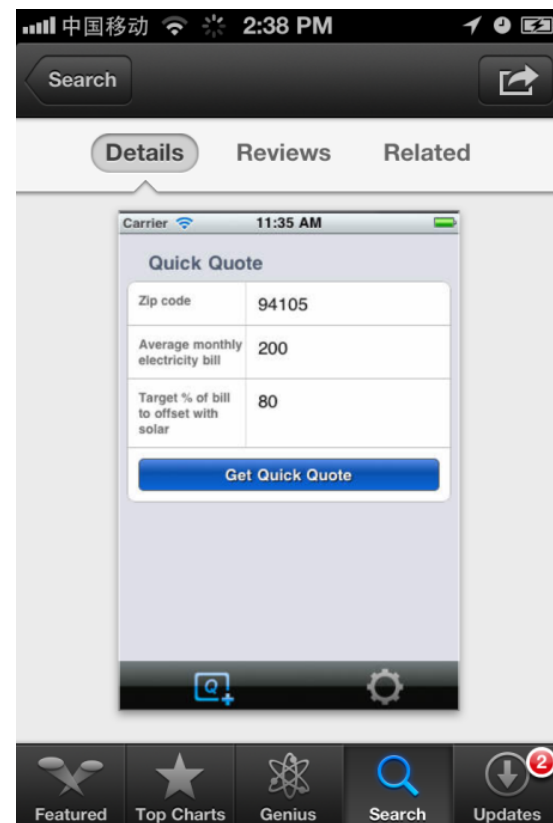 中国移动 2:38 PM
Search
Details Reviews Related
Carrier 11:35 AM
Quick Quote
Zip code 94105
Average monthly
electricity bill 200
Target % of bill
to offset with
solar 80
Get Quick Quote
Q
2
Featured Top Charts Genius Search Updates